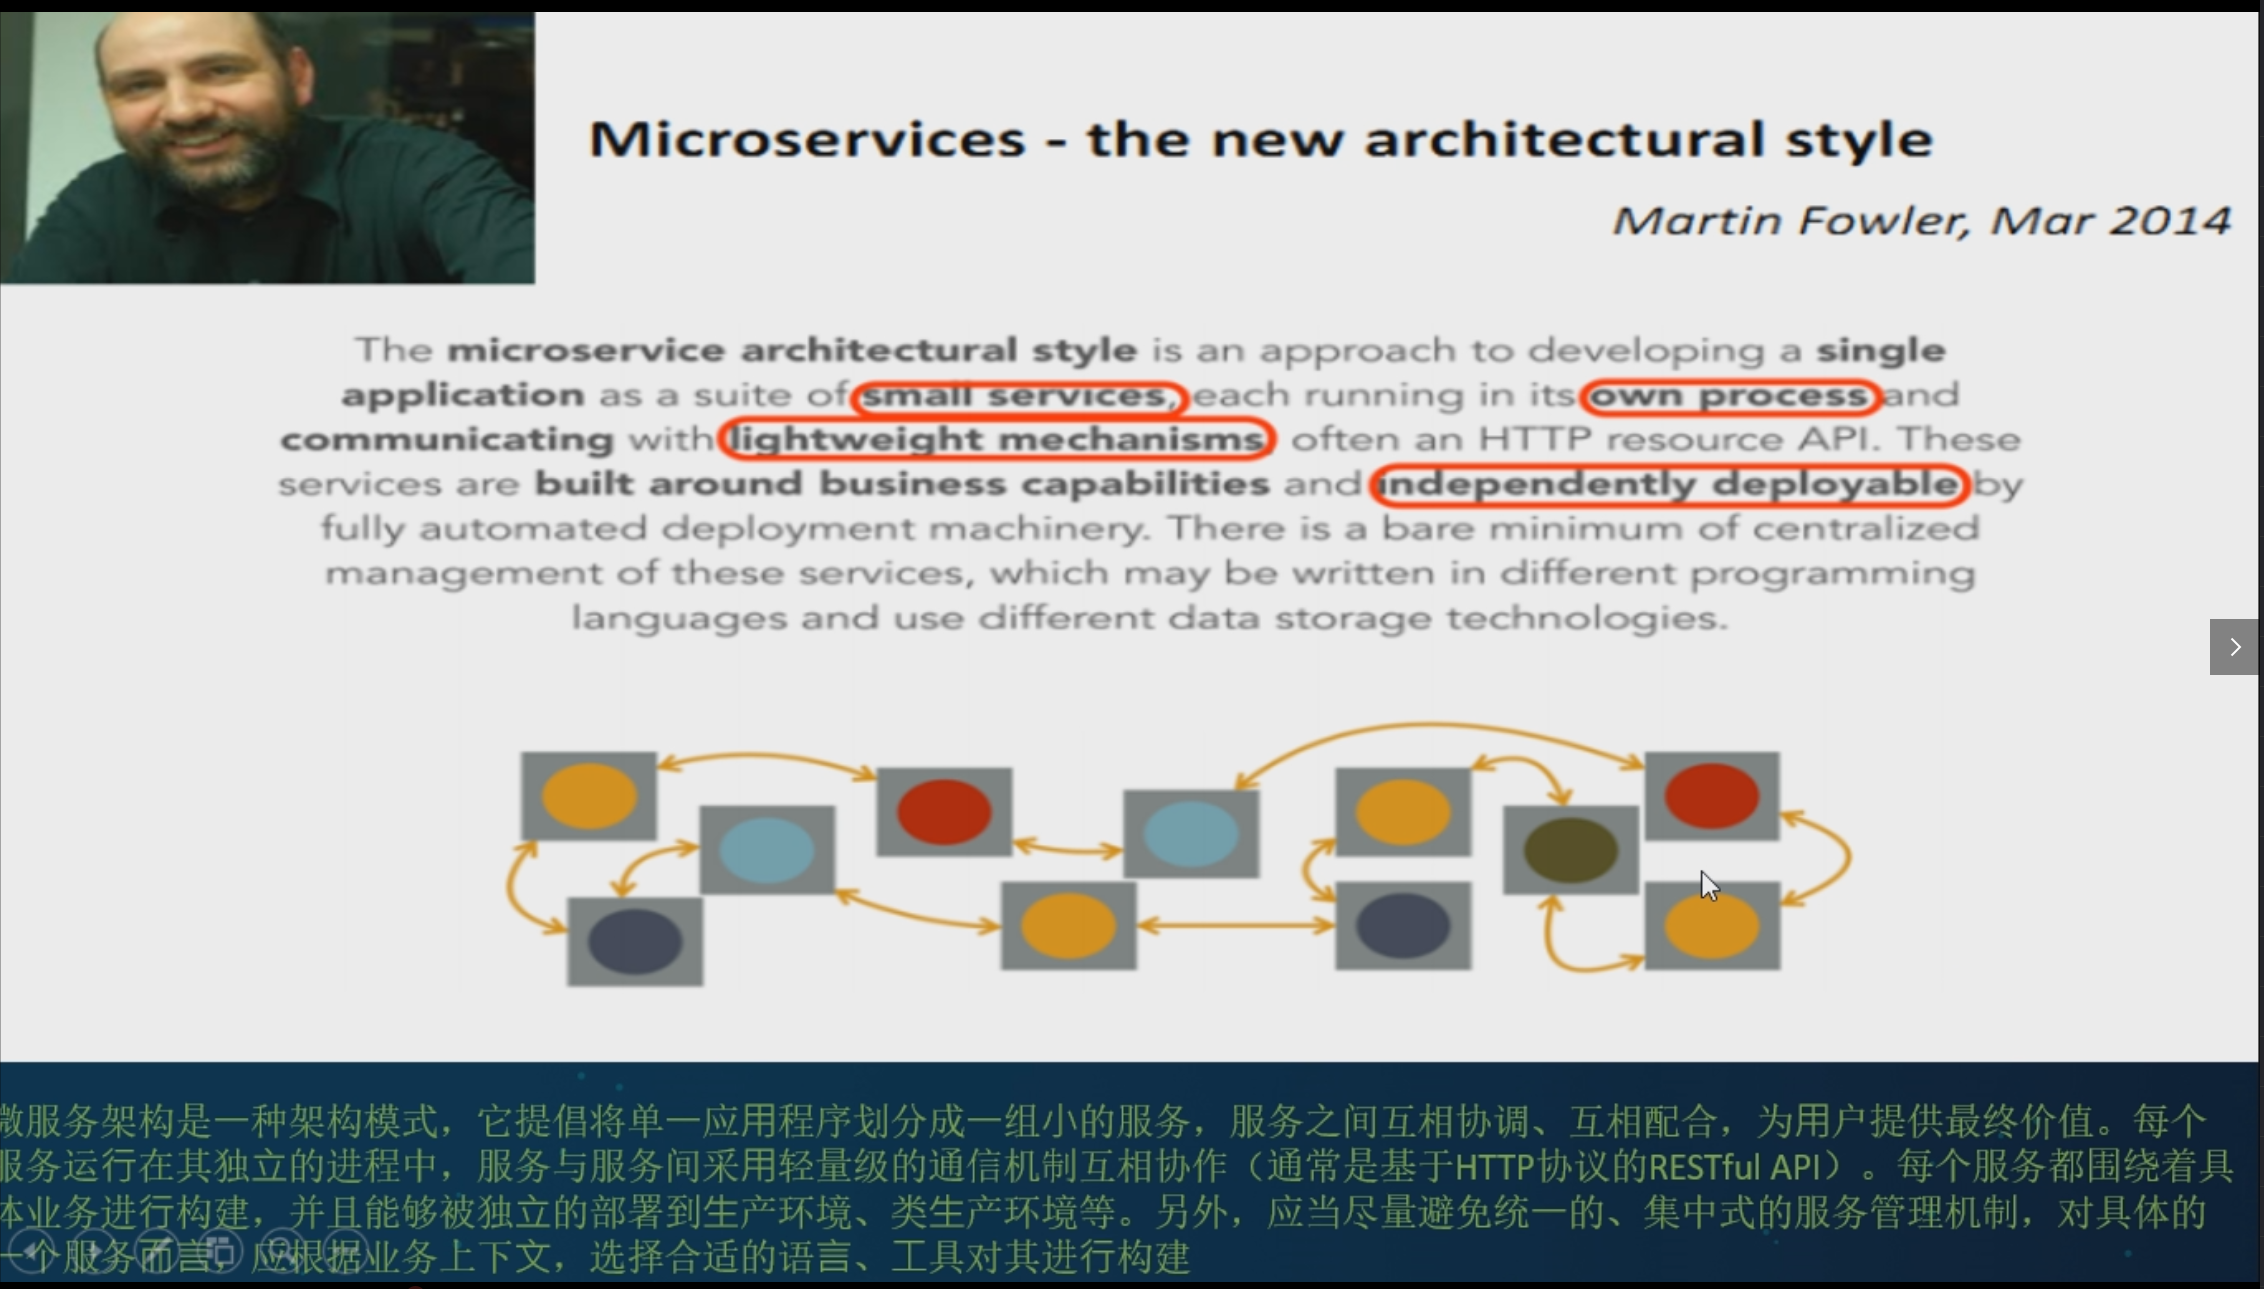 Microservices - the new architectural style
Martin Fowler, Mar 2014
The microservice architectural style is an approach to developing a single
application as a suite of small services, each running in its own process and
communicating with lightweight mechanisms, often an HTTP resource API. These
services are built around business capabilities and independently deployable by
fully automated deployment machinery. There is a bare minimum of centralized
management of these services, which may be written in different programming
languages and use different data storage technologies.
微服务架构是一种架构模式，它提倡将单一应用程序划分成一组小的服务，服务之间互相协调、互相配合，为用户提供最终价值。每个
服务运行在其独立的进程中，服务与服务间采用轻量级的通信机制互相协作（通常是基于HTTP协议的RESTful API）。每个服务都围绕着具
体业务进行构建，并且能够被独立的部署到生产环境、类生产环境等。另外，应当尽量避免统一的、集中式的服务管理机制，对具体的
一个服务而言，应根据业务上下文，选择合适的语言、工具对其进行构建